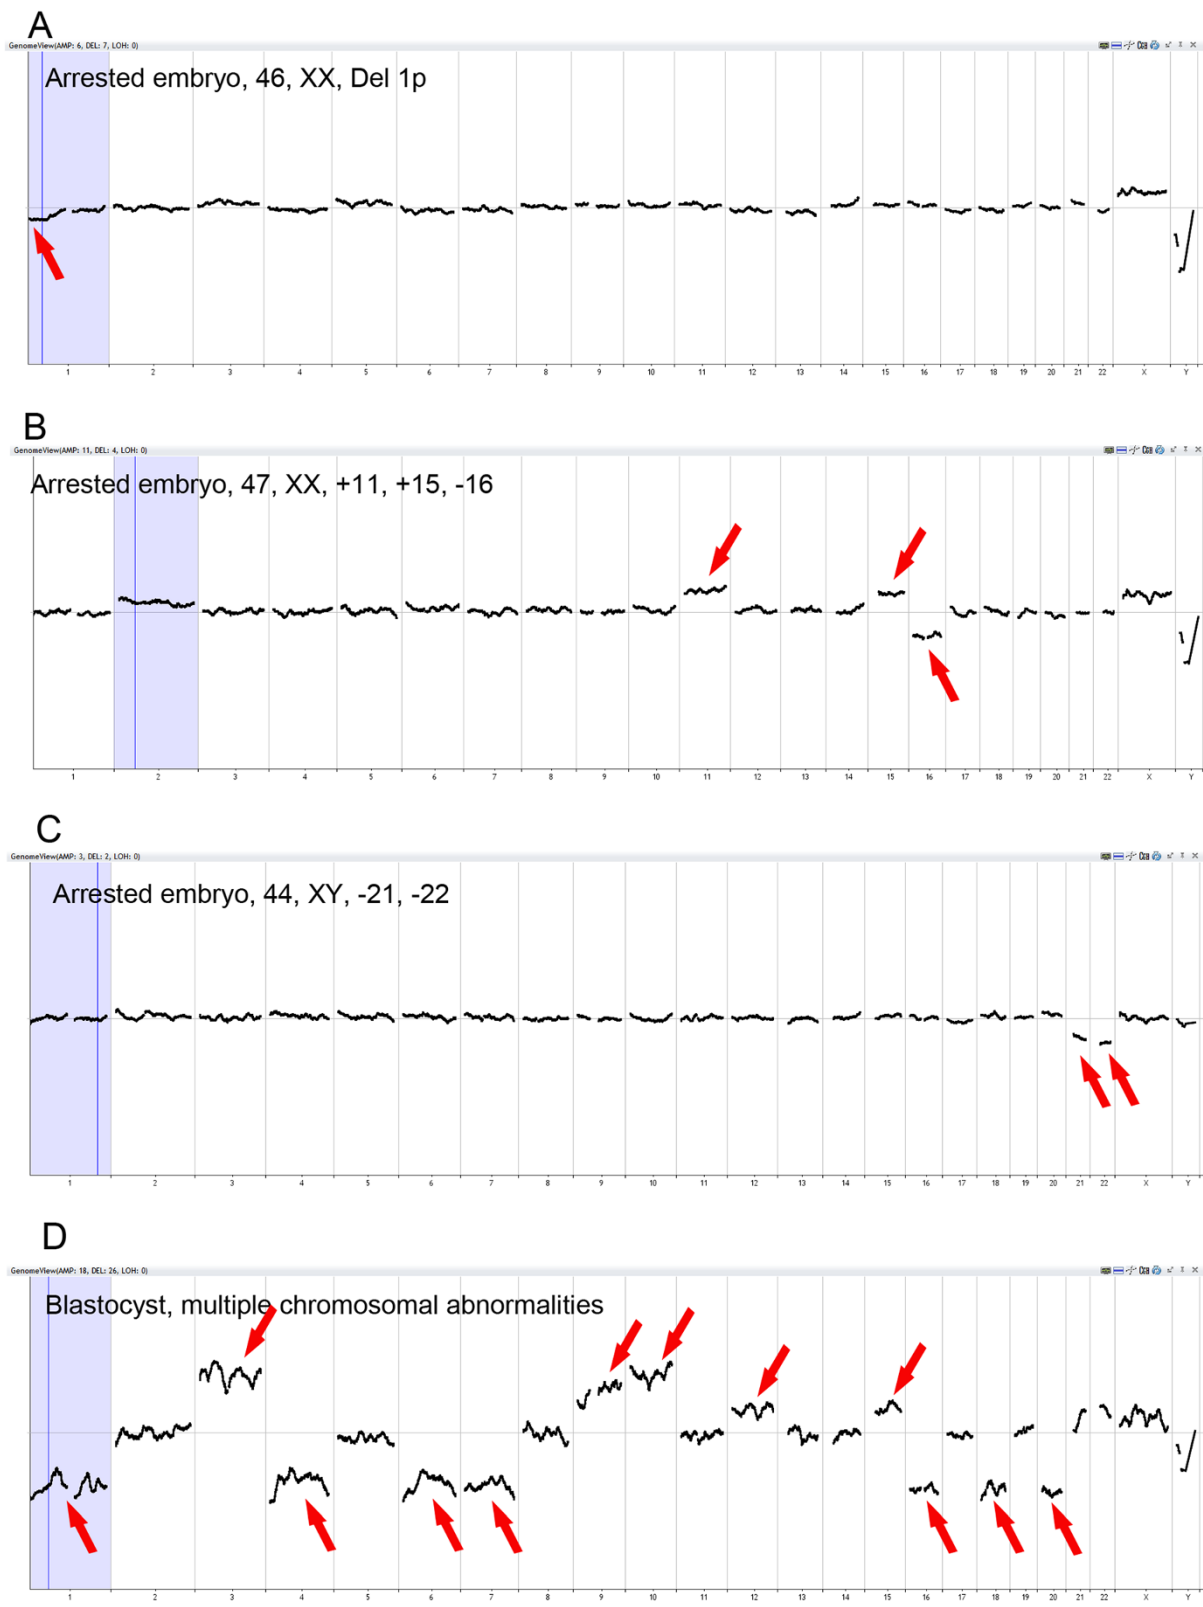 A
GenomeView(AMP: 6, DEL: 7, LOH: 0)
Arrested embryo, 46, XX, Del 1p
1 2 3 4 5 6 7 8 9 10 11 12 13 14 15 16 17 18 19 20 21 22 X Y
B
GenomeView(AMP: 11, DEL: 4, LOH: 0)
Arrested embryo, 47, XX, +11, +15, -16
1 2 3 4 5 6 7 8 9 10 11 12 13 14 15 16 17 18 19 20 21 22 X Y
C
GenomeView(AMP: 3, DEL: 2, LOH: 0)
Arrested embryo, 44, XY, -21, -22
1 2 3 4 5 6 7 8 9 10 11 12 13 14 15 16 17 18 19 20 21 22 X Y
D
GenomeView(AMP: 18, DEL: 26, LOH: 0)
Blastocyst, multiple chromosomal abnormalities
1 2 3 4 5 6 7 8 9 10 11 12 13 14 15 16 17 18 19 20 21 22 X Y